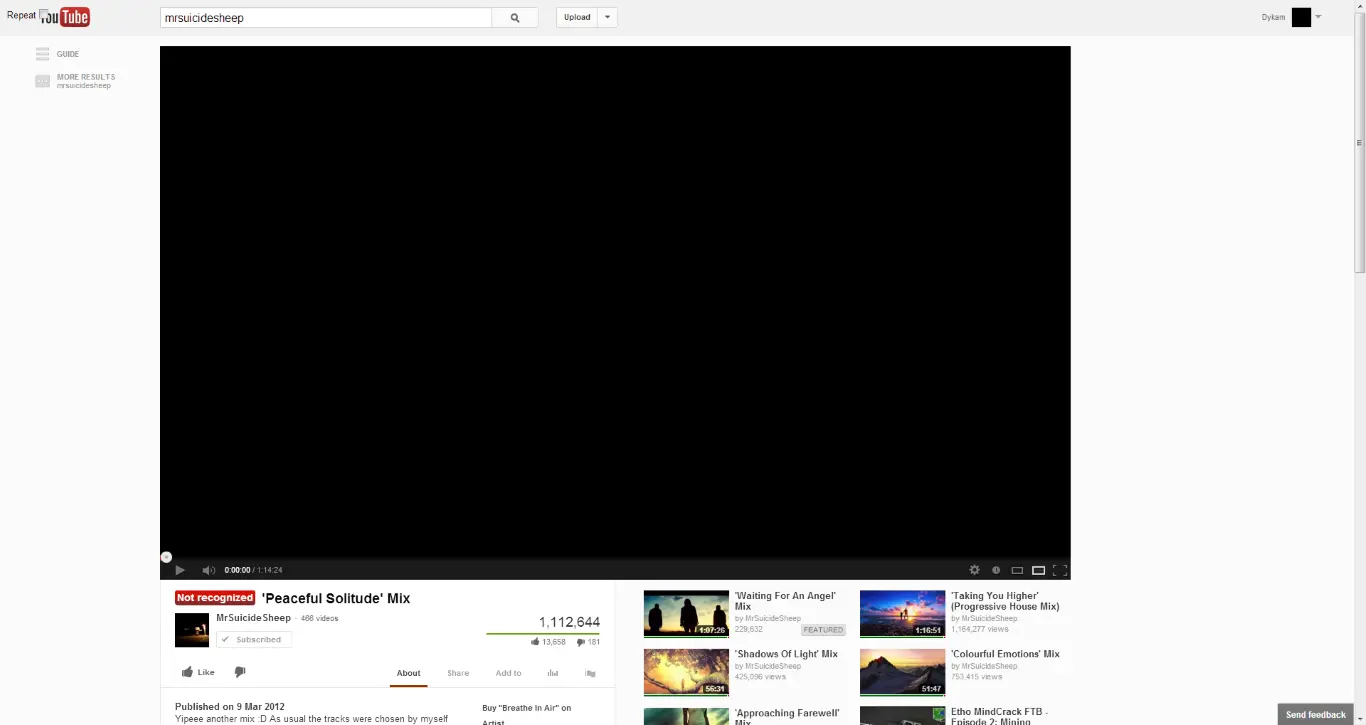 Repeat YouTube
mrsuicidesheep
Upload
Dykam
GUIDE
MORE RESULTS
mrsuicidesheep
0:00:00 / 1:14:24
Not recognized 'Peaceful Solitude' Mix
MrSuicideSheep · 466 videos
Subscribed
1,112,644
13,658 181
Like
About Share Add to
Published on 9 Mar 2012
Yipeee another mix :D As usual the tracks were chosen by myself
Buy "Breathe In Air" on
Artist
1:07:26
'Waiting For An Angel'
Mix
by MrSuicideSheep
229,632 FEATURED
56:31
'Shadows Of Light' Mix
by MrSuicideSheep
425,096 views
'Approaching Farewell'
Mix
1:16:51
'Taking You Higher'
(Progressive House Mix)
by MrSuicideSheep
1,164,277 views
51:47
'Colourful Emotions' Mix
by MrSuicideSheep
753,415 views
Etho MindCrack FTB -
Episode 2: Mining
Send feedback